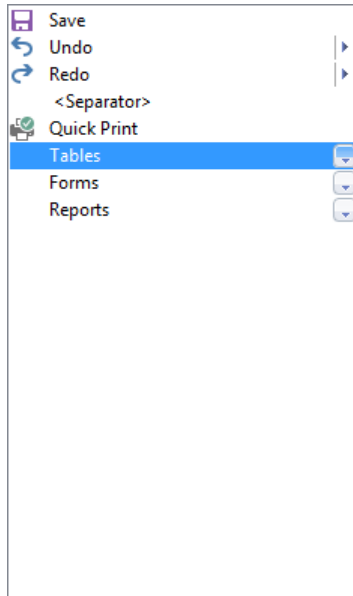 Save
Undo
Redo
<Separator>
Quick Print
Tables
Forms
Reports